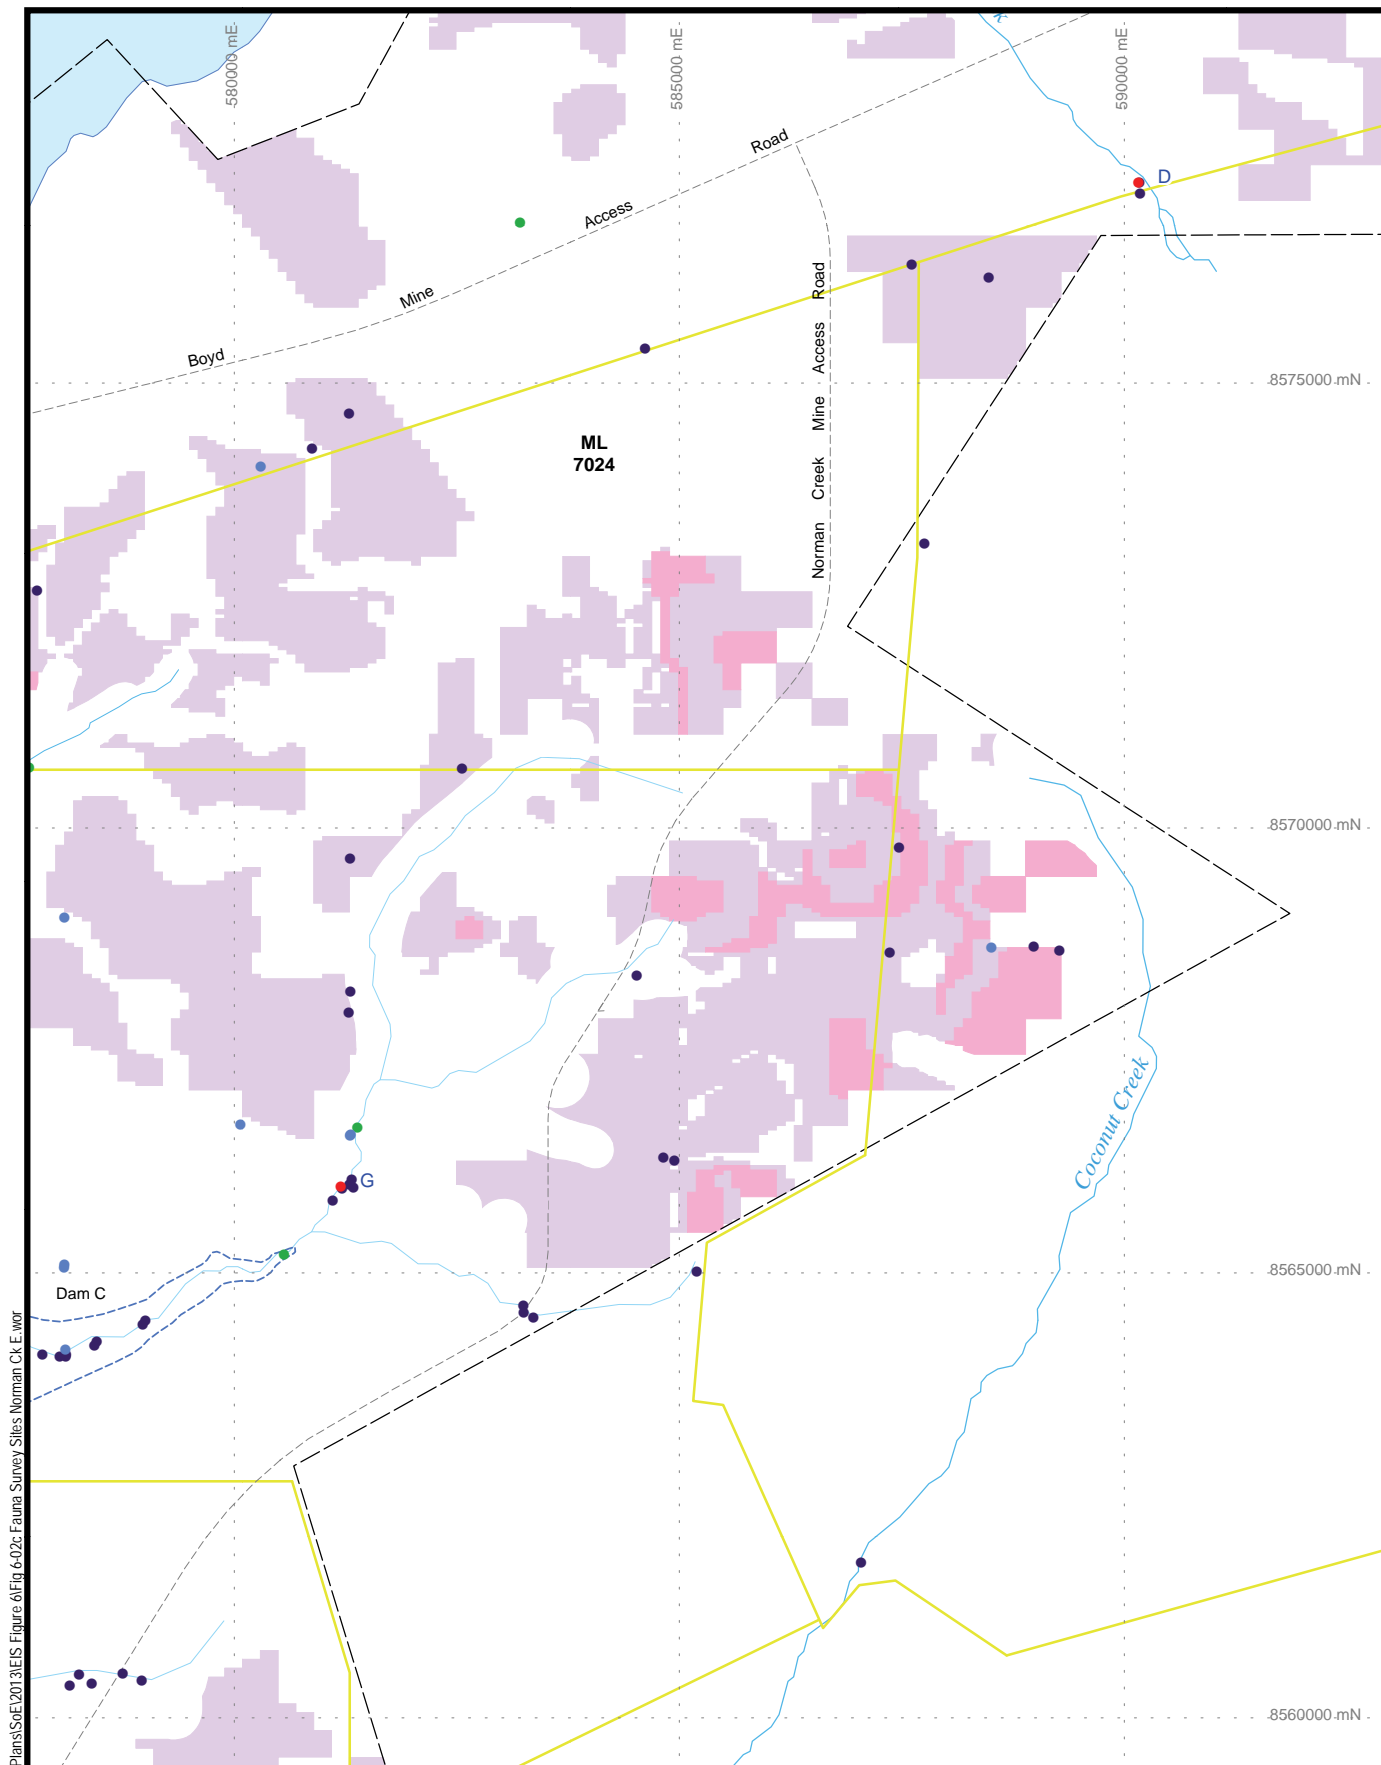 K
580000 mE
585000 mE
590000 mE
D
Boyd Mine Access Road
Norman Creek Mine Access Road
8575000 mN
ML
7024
8570000 mN
Coconut Creek
G
8565000 mN
Dam C
8560000 mN
Plans\SoE\2013\EIS Figure 6\Fig 6-02c Fauna Survey Sites Norman Ck E.wor